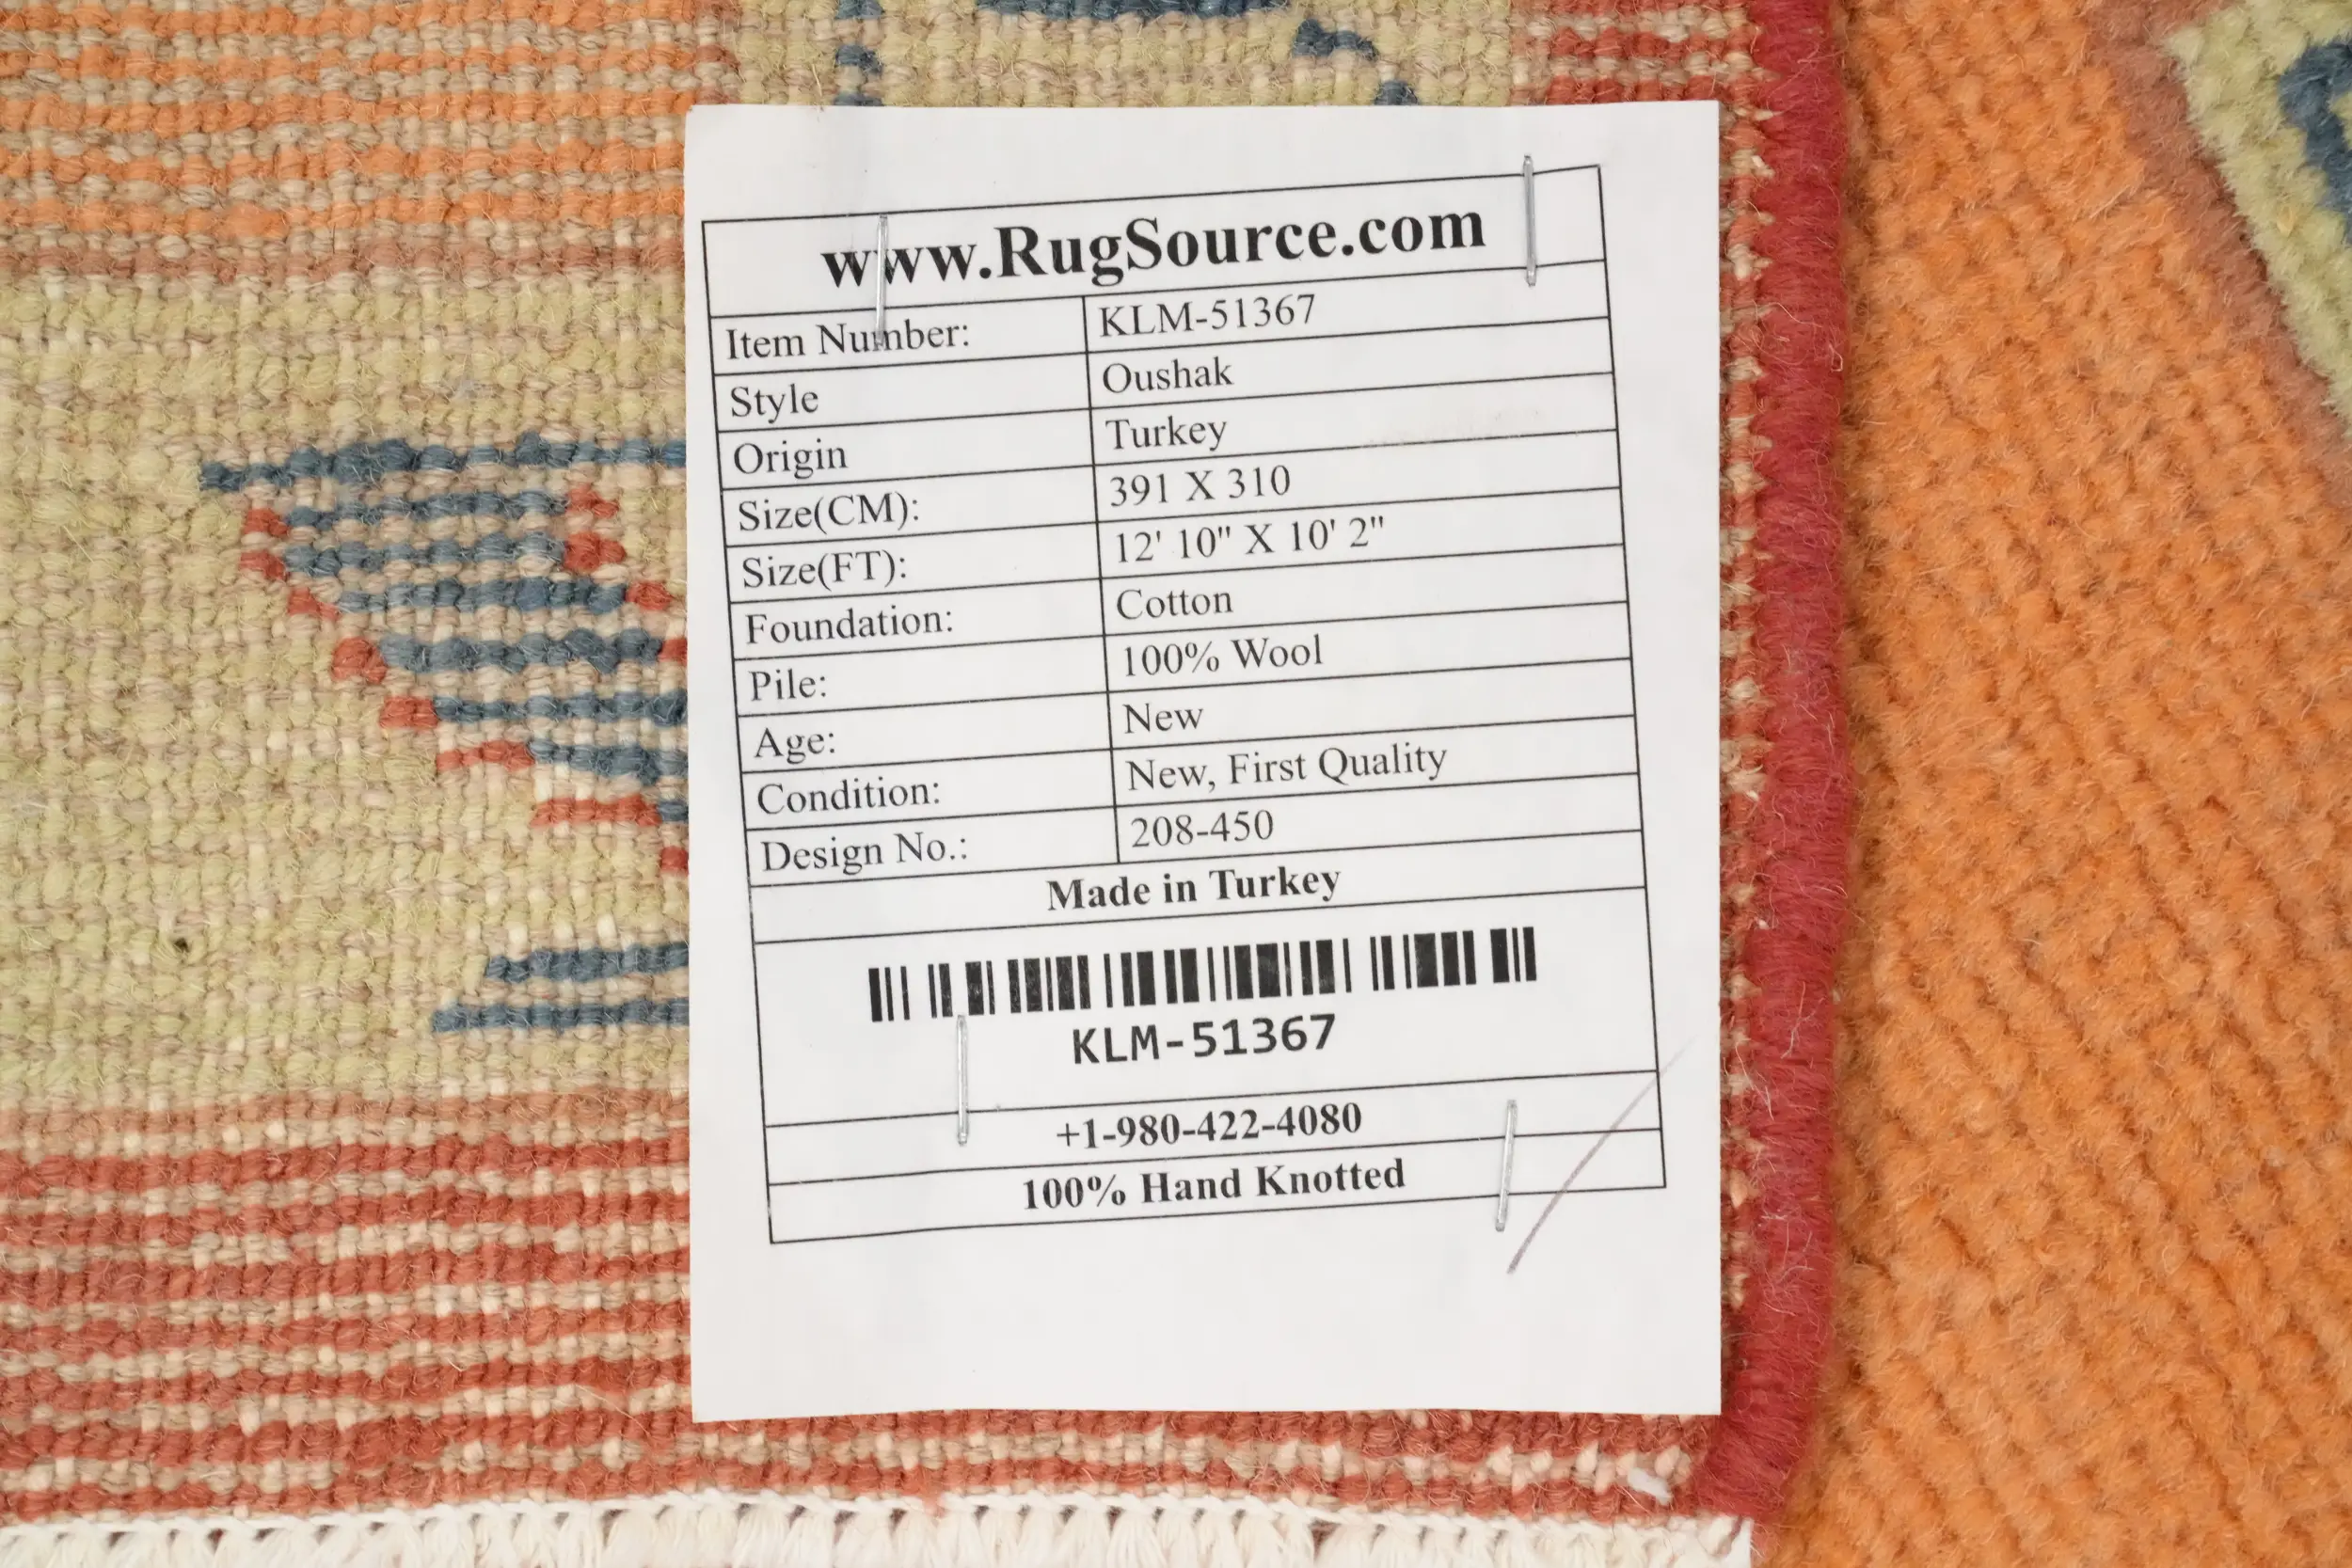 www.RugSource.com
Item Number: KLM-51367
Style Oushak
Origin Turkey
Size(CM): 391 X 310
Size(FT): 12' 10" X 10' 2"
Foundation: Cotton
Pile: 100% Wool
Age: New
Condition: New, First Quality
Design No.: 208-450
Made in Turkey
KLM-51367
+1-980-422-4080
100% Hand Knotted